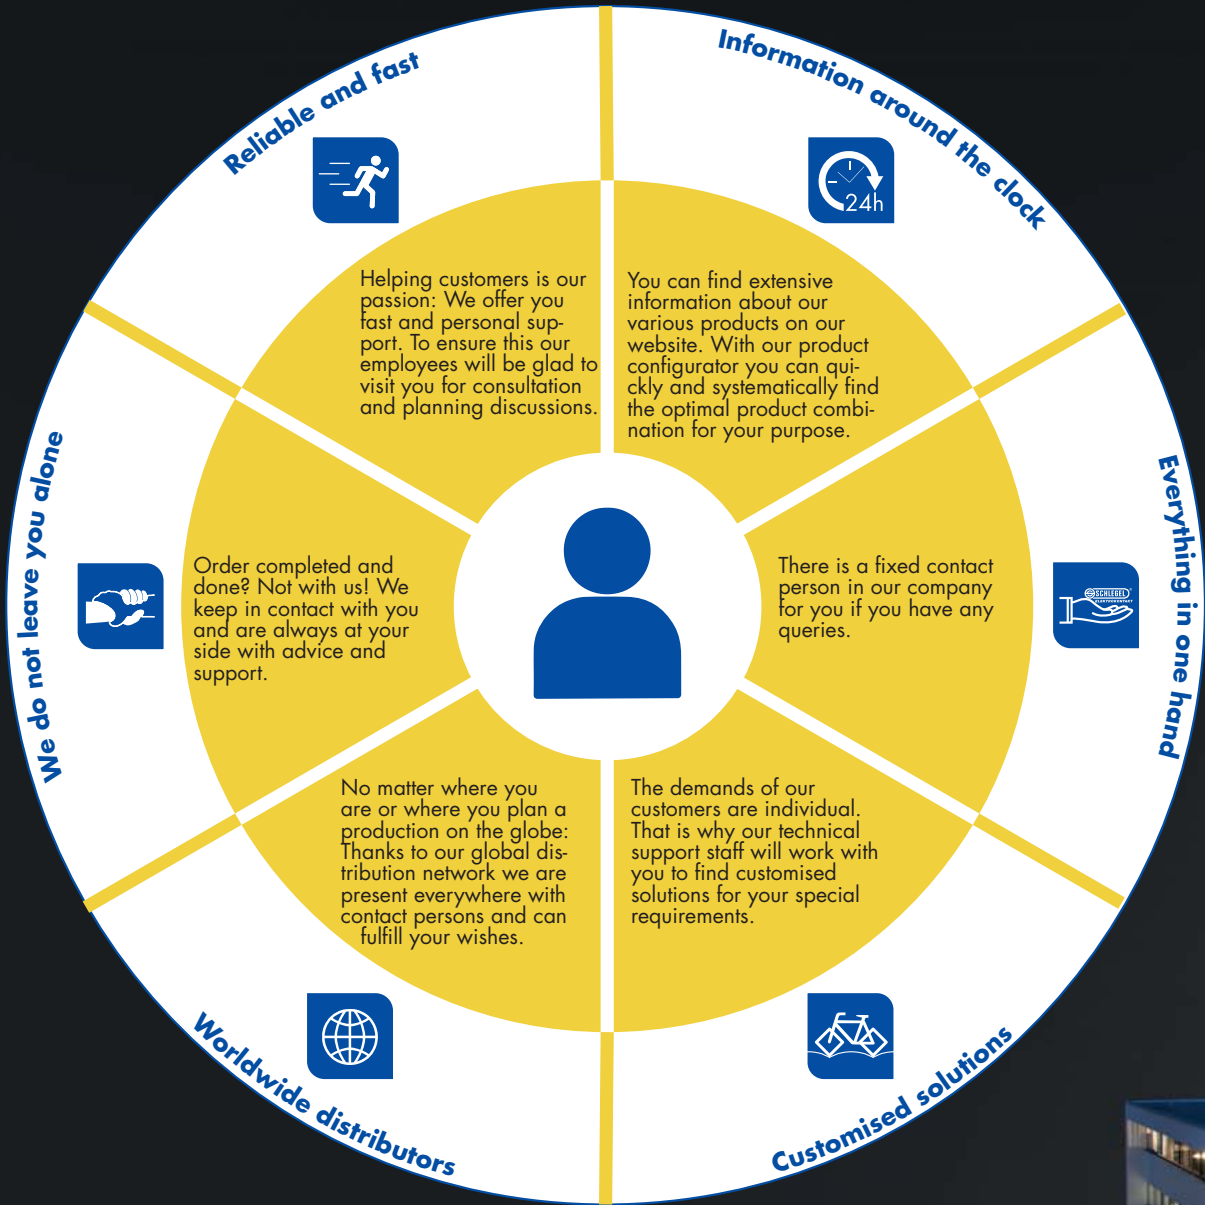 Reliable and fast
Helping customers is our
passion: We offer you
fast and personal sup-
port. To ensure this our
employees will be glad to
visit you for consultation
and planning discussions.
Information around the clock
24h
You can find extensive
information about our
various products on our
website. With our product
configurator you can qui-
ckly and systematically find
the optimal product combi-
nation for your purpose.
Everything in one hand
SCHLEGEL
ELEKTROKONTAKT
There is a fixed contact
person in our company
for you if you have any
queries.
Customised solutions
The demands of our
customers are individual.
That is why our technical
support staff will work with
you to find customised
solutions for your special
requirements.
Worldwide distributors
No matter where you
are or where you plan a
production on the globe:
Thanks to our global dis-
tribution network we are
present everywhere with
contact persons and can
fulfill your wishes.
We do not leave you alone
Order completed and
done? Not with us! We
keep in contact with you
and are always at your
side with advice and
support.